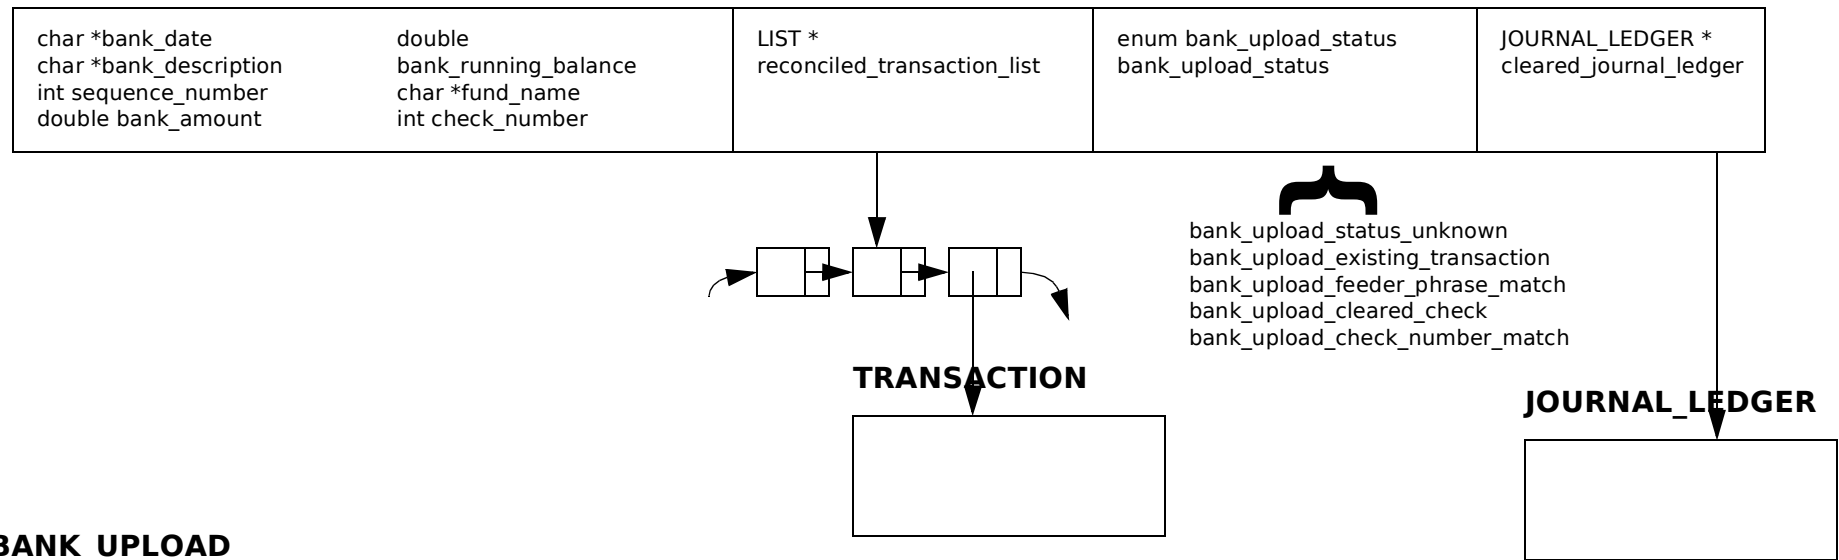 char *bank_date
char *bank_description
int sequence_number
double bank_amount
double
bank_running_balance
char *fund_name
int check_number
LIST *
reconciled_transaction_list
enum bank_upload_status
bank_upload_status
JOURNAL_LEDGER *
cleared_journal_ledger
{
bank_upload_status_unknown
bank_upload_existing_transaction
bank_upload_feeder_phrase_match
bank_upload_cleared_check
bank_upload_check_number_match
TRANSACTION
JOURNAL_LEDGER
BANK_UPLOAD